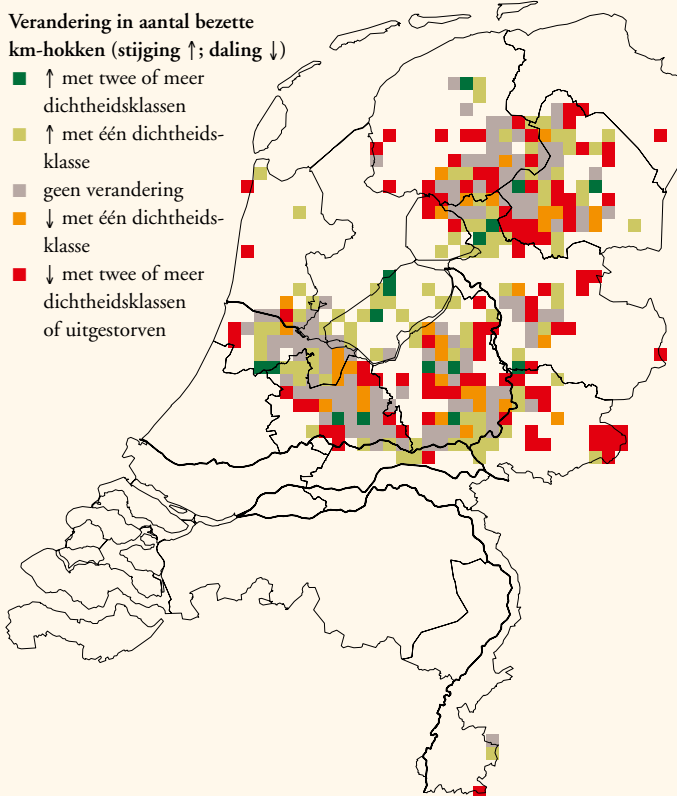 Verandering in aantal bezette
km-hokken (stijging ↑; daling ↓)
↑ met twee of meer
dichtheidsklassen
↑ met één dichtheids-
klasse
geen verandering
↓ met één dichtheids-
klasse
↓ met twee of meer
dichtheidsklassen
of uitgestorven